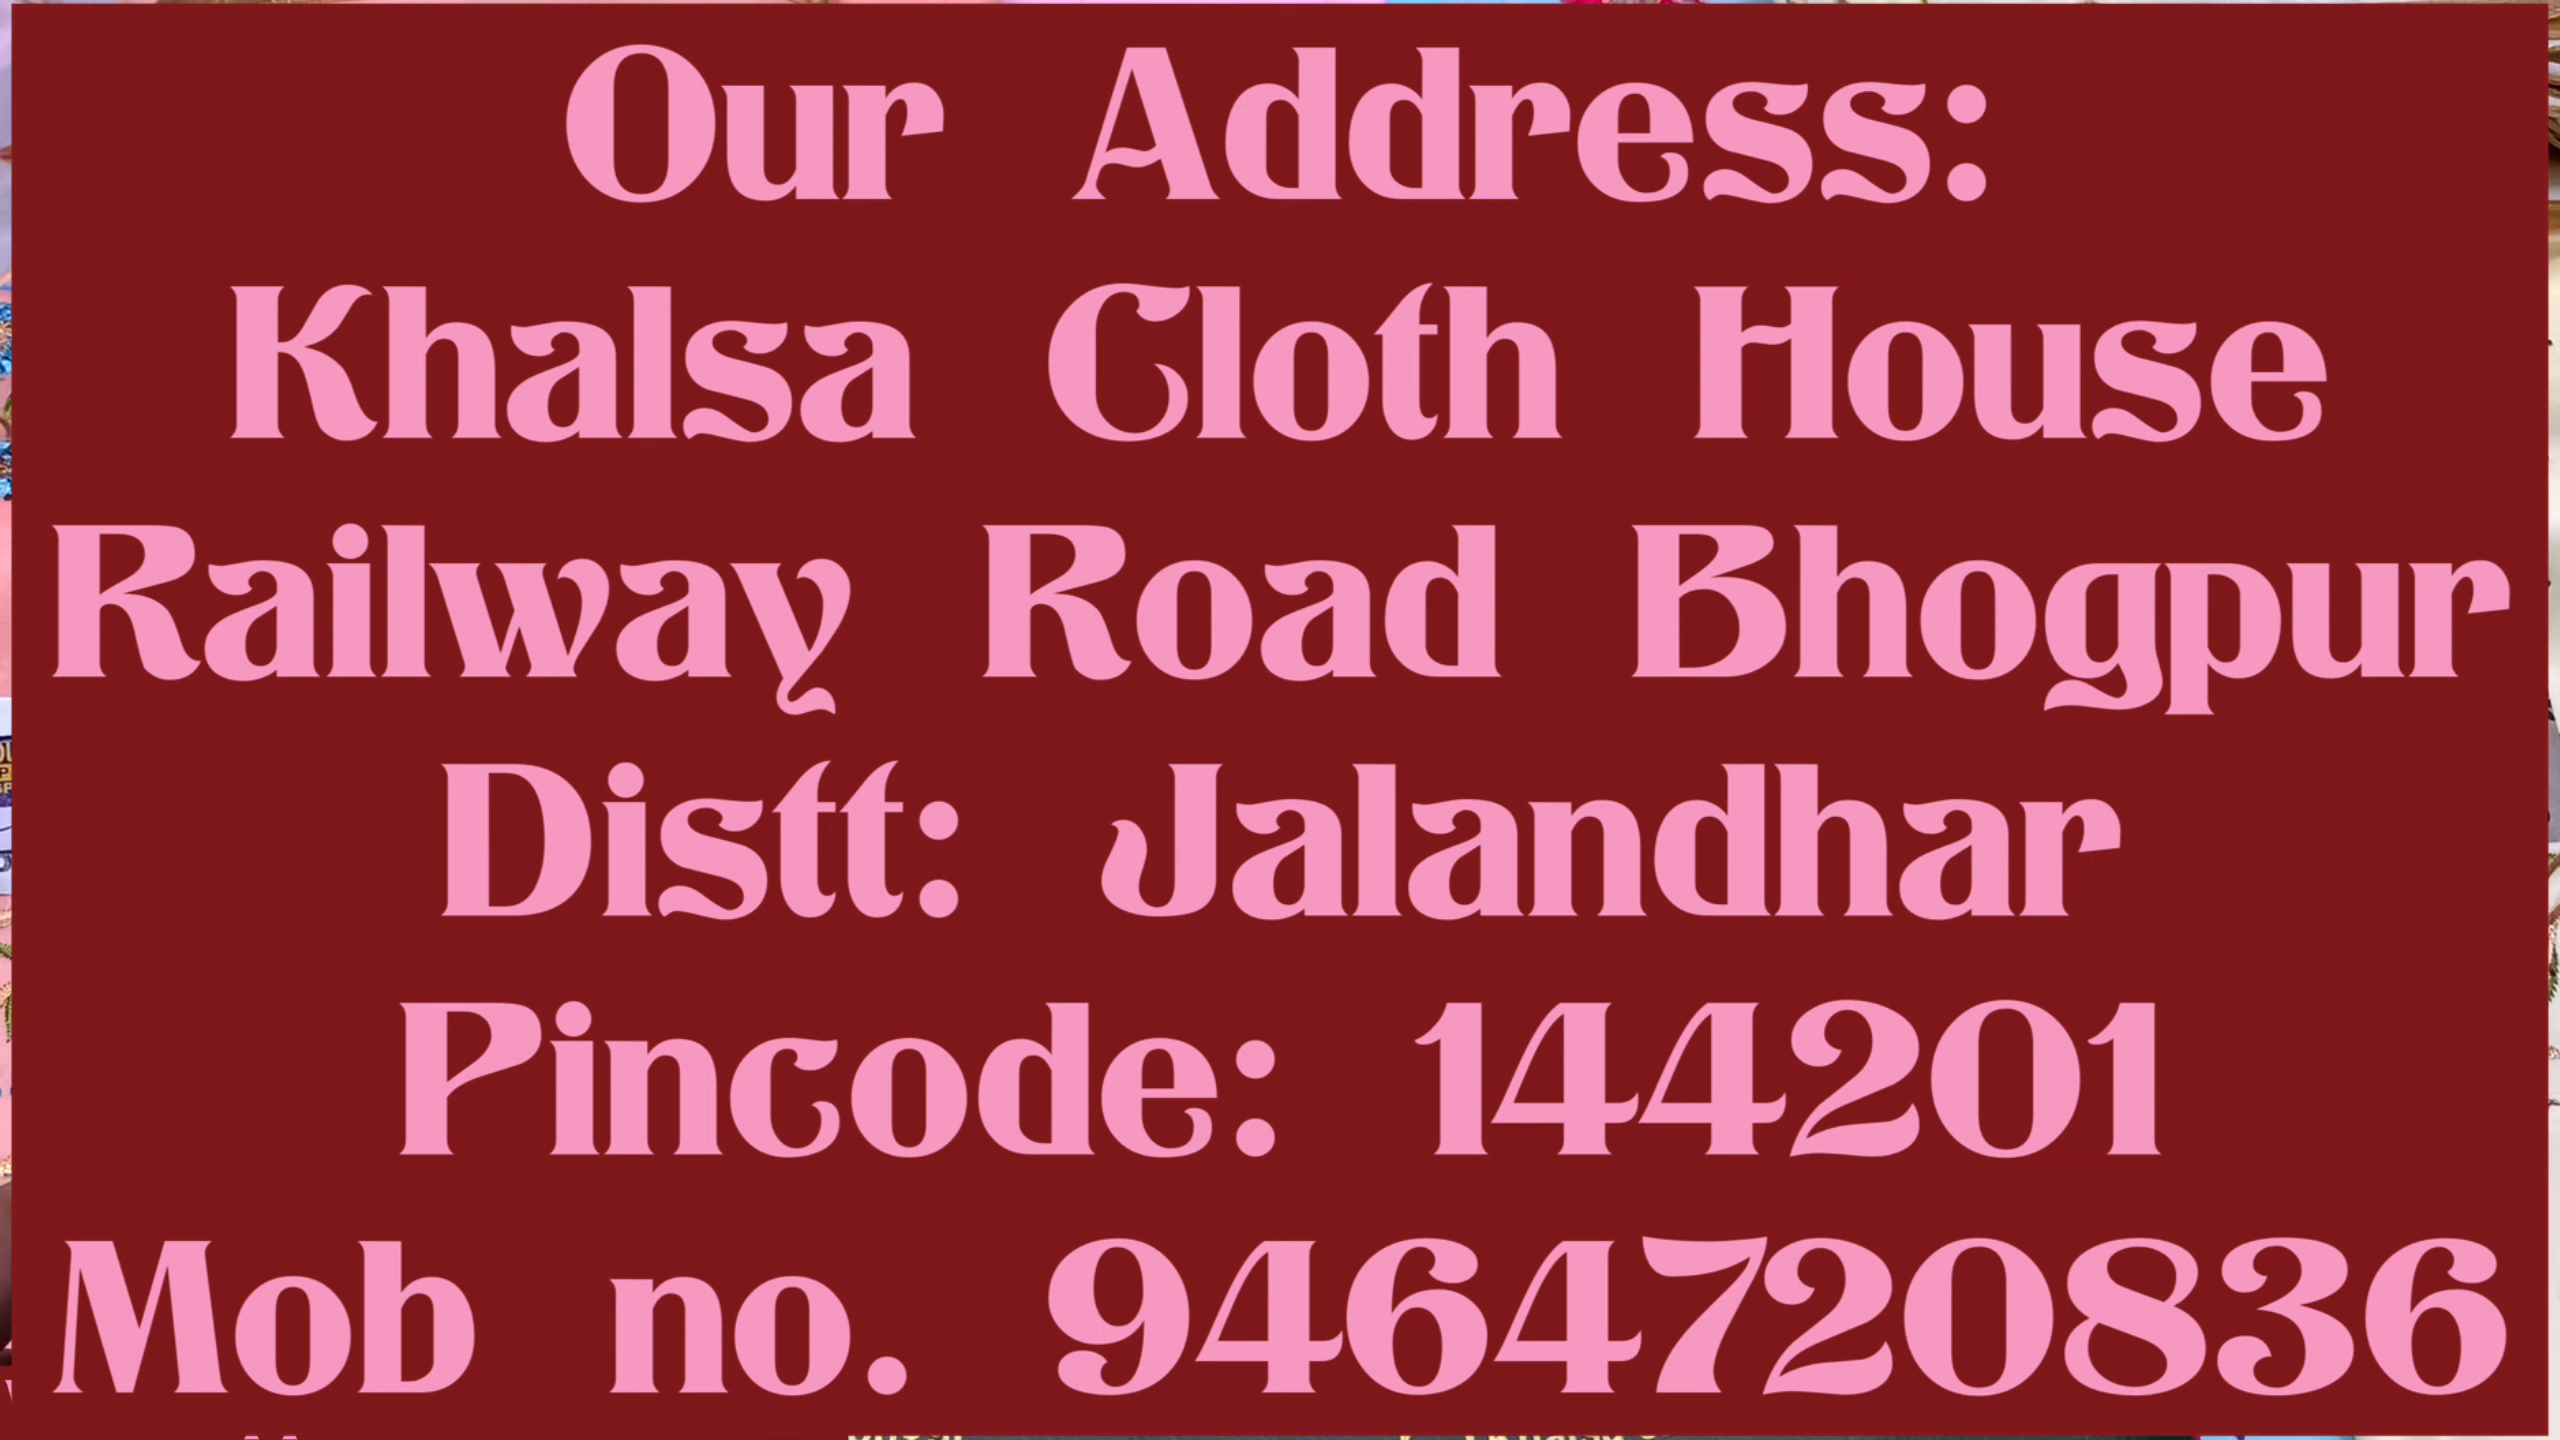 Our Address:
Khalsa Cloth House
Railway Road Bhogpur
Distt: Jalandhar
Pincode: 144201
Mob no. 9464720836